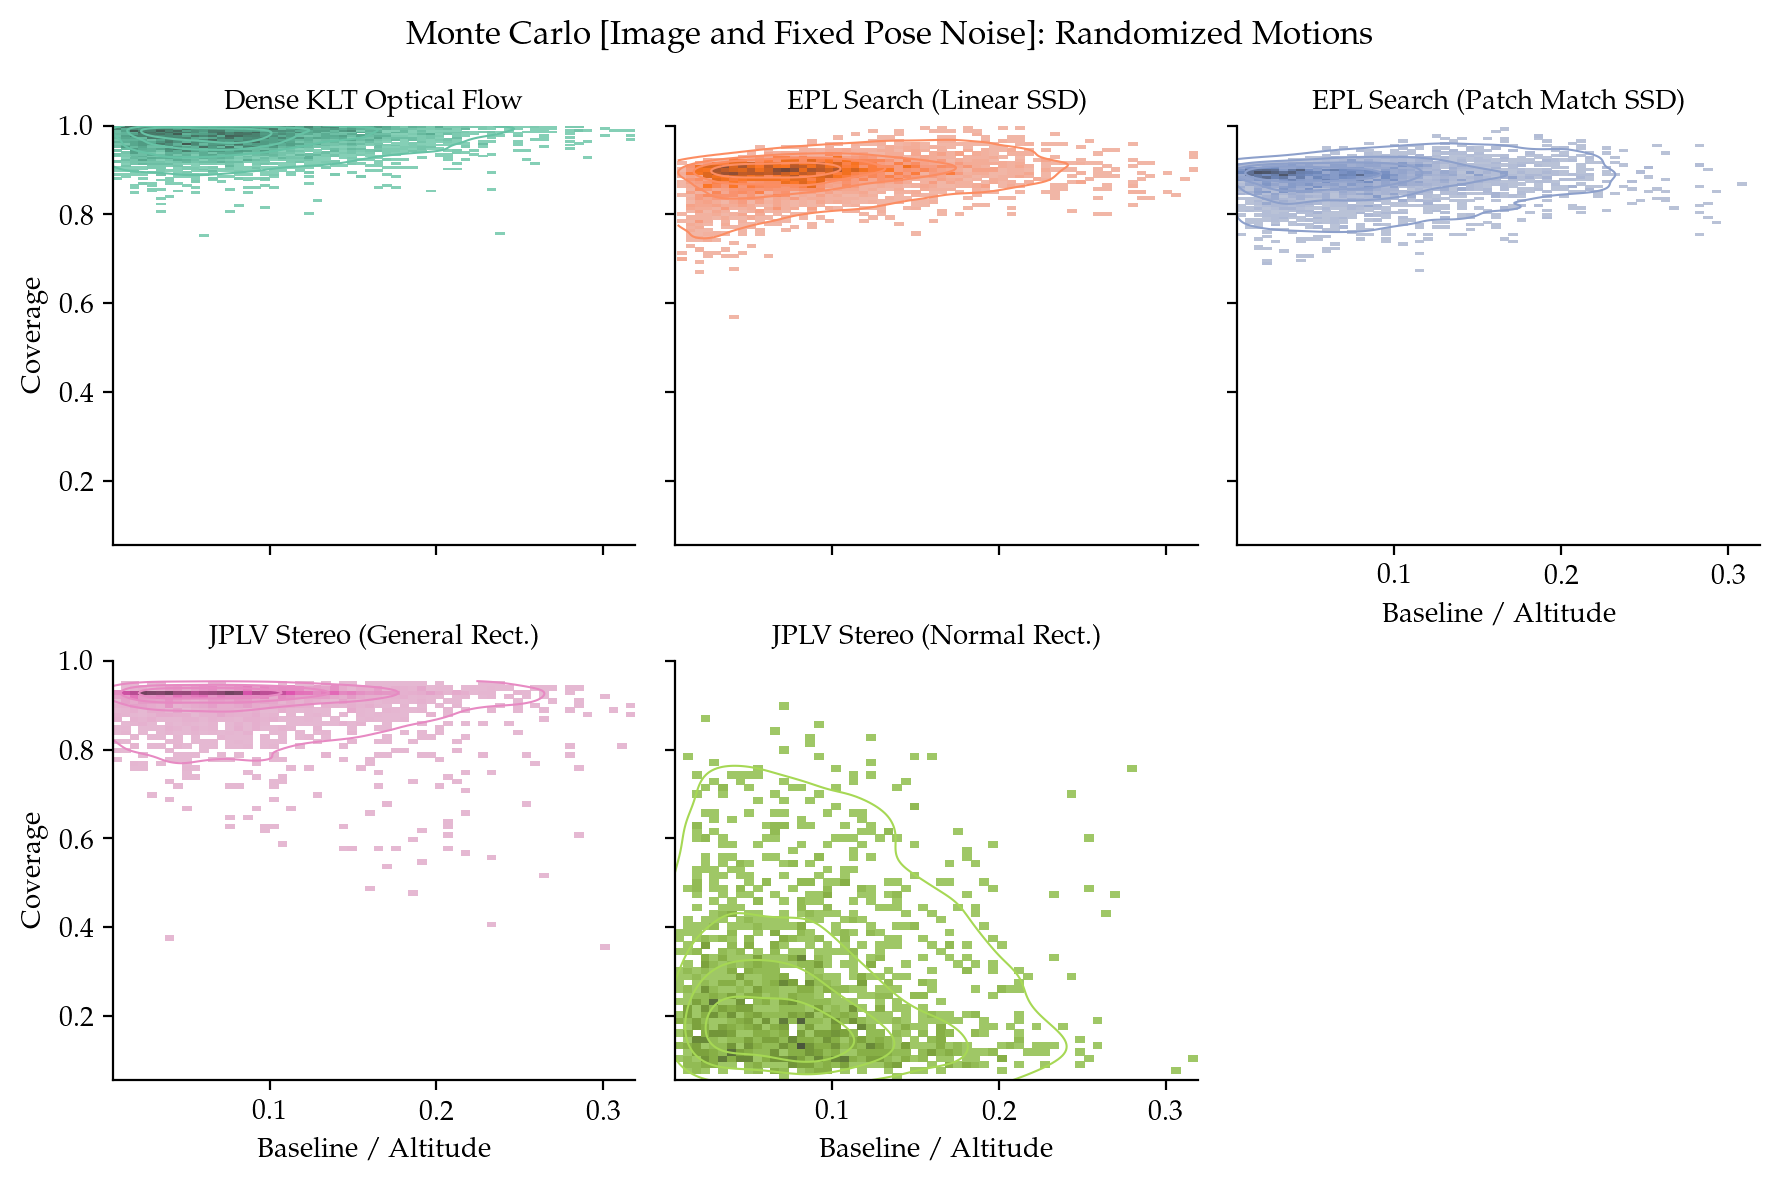 Monte Carlo [Image and Fixed Pose Noise]: Randomized Motions
Dense KLT Optical Flow
EPL Search (Linear SSD)
EPL Search (Patch Match SSD)
1.0
0.8
0.6
0.4
0.2
Coverage
0.1
0.2
0.3
Baseline / Altitude
JPLV Stereo (General Rect.)
JPLV Stereo (Normal Rect.)
1.0
0.8
0.6
0.4
0.2
Coverage
0.1
0.2
0.3
Baseline / Altitude
0.1
0.2
0.3
Baseline / Altitude